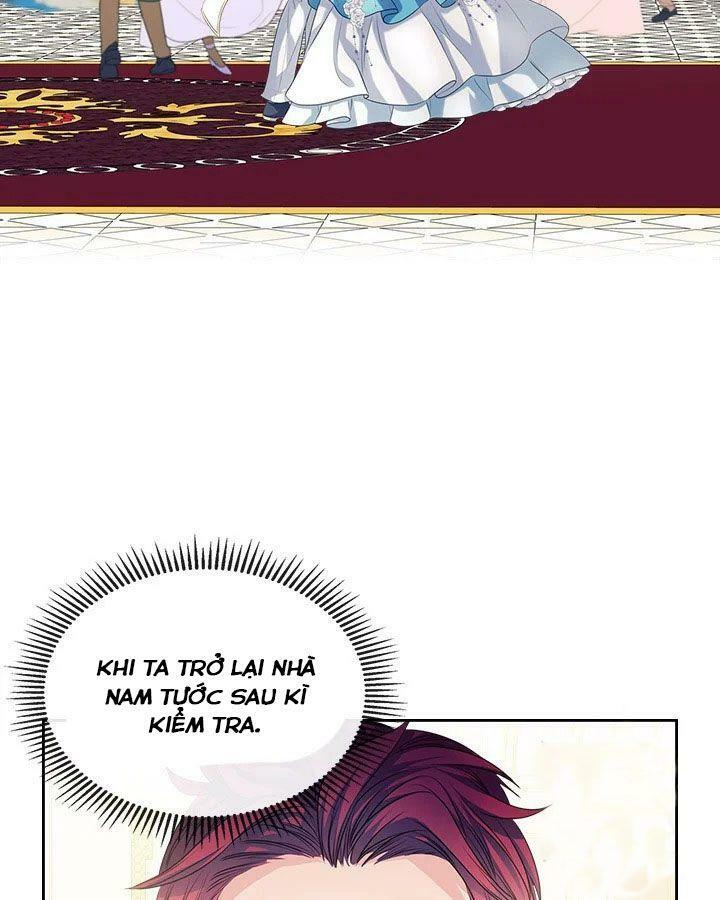 KHI TA TRỞ LẠI NHÀ
NAM TƯỚC SAU KÌ
KIỂM TRA.